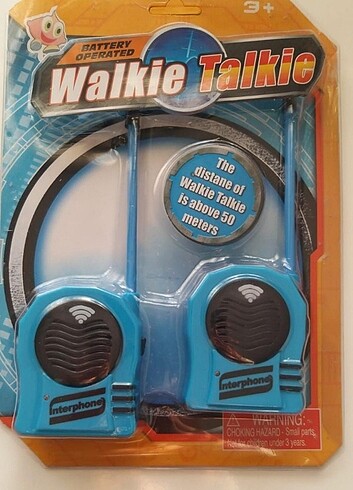 3+
BATTERY
OPERATED
Walkie Talkie
The
distane of
Walkie Talkie
is above 50
meters
Interphone
Interphone
WARNING:
CHOKING HAZARD - Small parts.
Not for children under 3 years.